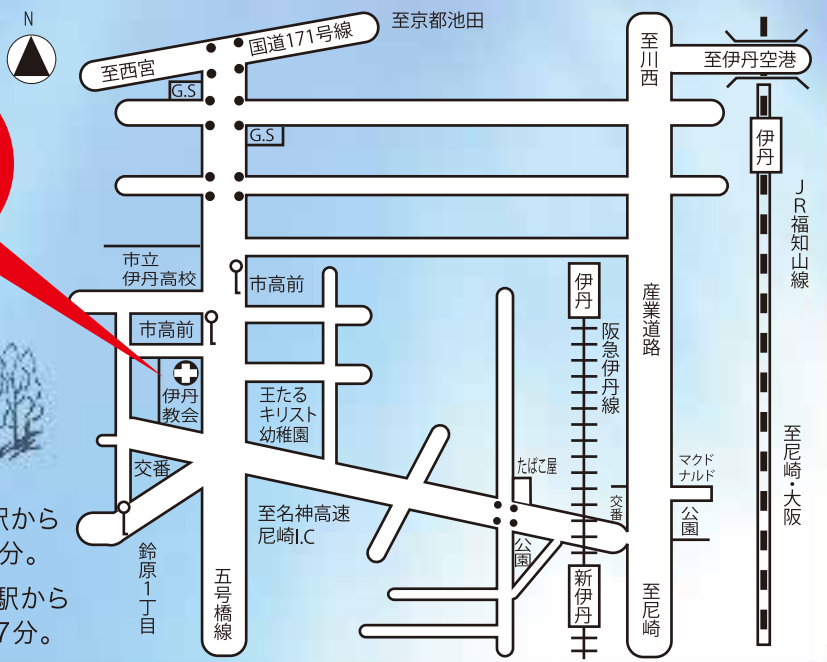 N
至京都池田
国道171号線
至西宮
至川西
至伊丹空港
G.S
G.S
伊丹
JR福知山線
市立
伊丹高校
市高前
伊丹
産業道路
市高前
阪急伊丹線
伊丹
教会
王たる
キリスト
幼稚園
至尼崎・大阪
交番
たばこ屋
マクド
ナルド
交番
公園
至名神高速
尼崎I.C
駅から
分。
鈴原1丁目
五号橋線
公園
新伊丹
至尼崎
駅から
7分。